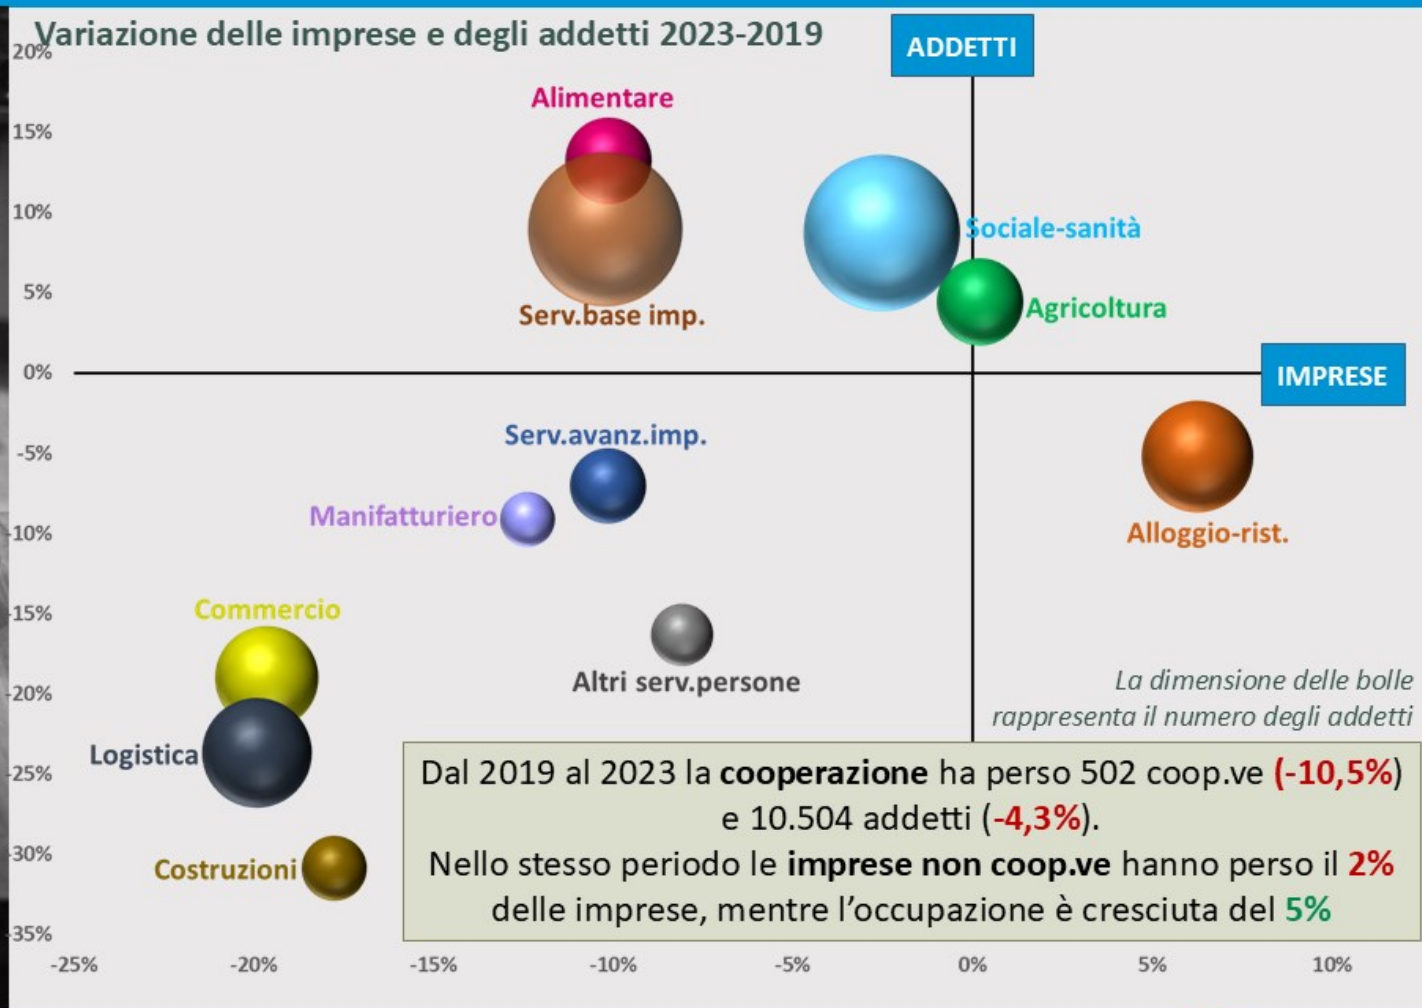 Variazione delle imprese e degli addetti 2023-2019
ADDETTI
20%
Alimentare
15%
10%
Sociale-sanità
5%
Agricoltura
Serv.base imp.
0%
IMPRESE
Serv.avanz.imp.
-5%
Manifatturiero
-10%
Alloggio-rist.
Commercio
-15%
Altri serv.persone
La dimensione delle bolle
rappresenta il numero degli addetti
-20%
Logistica
-25%
Dal 2019 al 2023 la cooperazione ha perso 502 coop.ve (-10,5%)
e 10.504 addetti (-4,3%).
Nello stesso periodo le imprese non coop.ve hanno perso il 2%
delle imprese, mentre l'occupazione è cresciuta del 5%
-30%
Costruzioni
-35%
-25% -20% -15% -10% -5% 0% 5% 10%